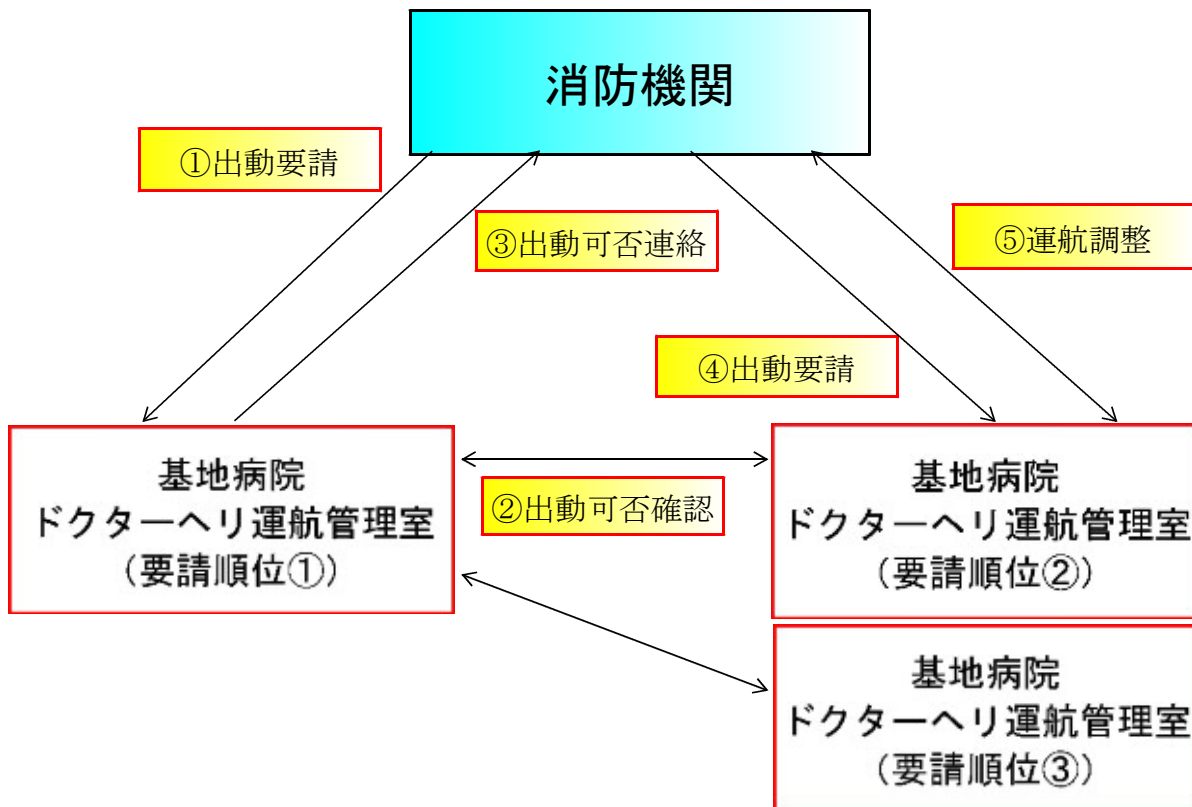 消防機関
①出動要請
③出動可否連絡
⑤運航調整
④出動要請
基地病院
ドクターヘリ運航管理室
(要請順位①)
②出動可否確認
基地病院
ドクターヘリ運航管理室
(要請順位②)
基地病院
ドクターヘリ運航管理室
(要請順位③)